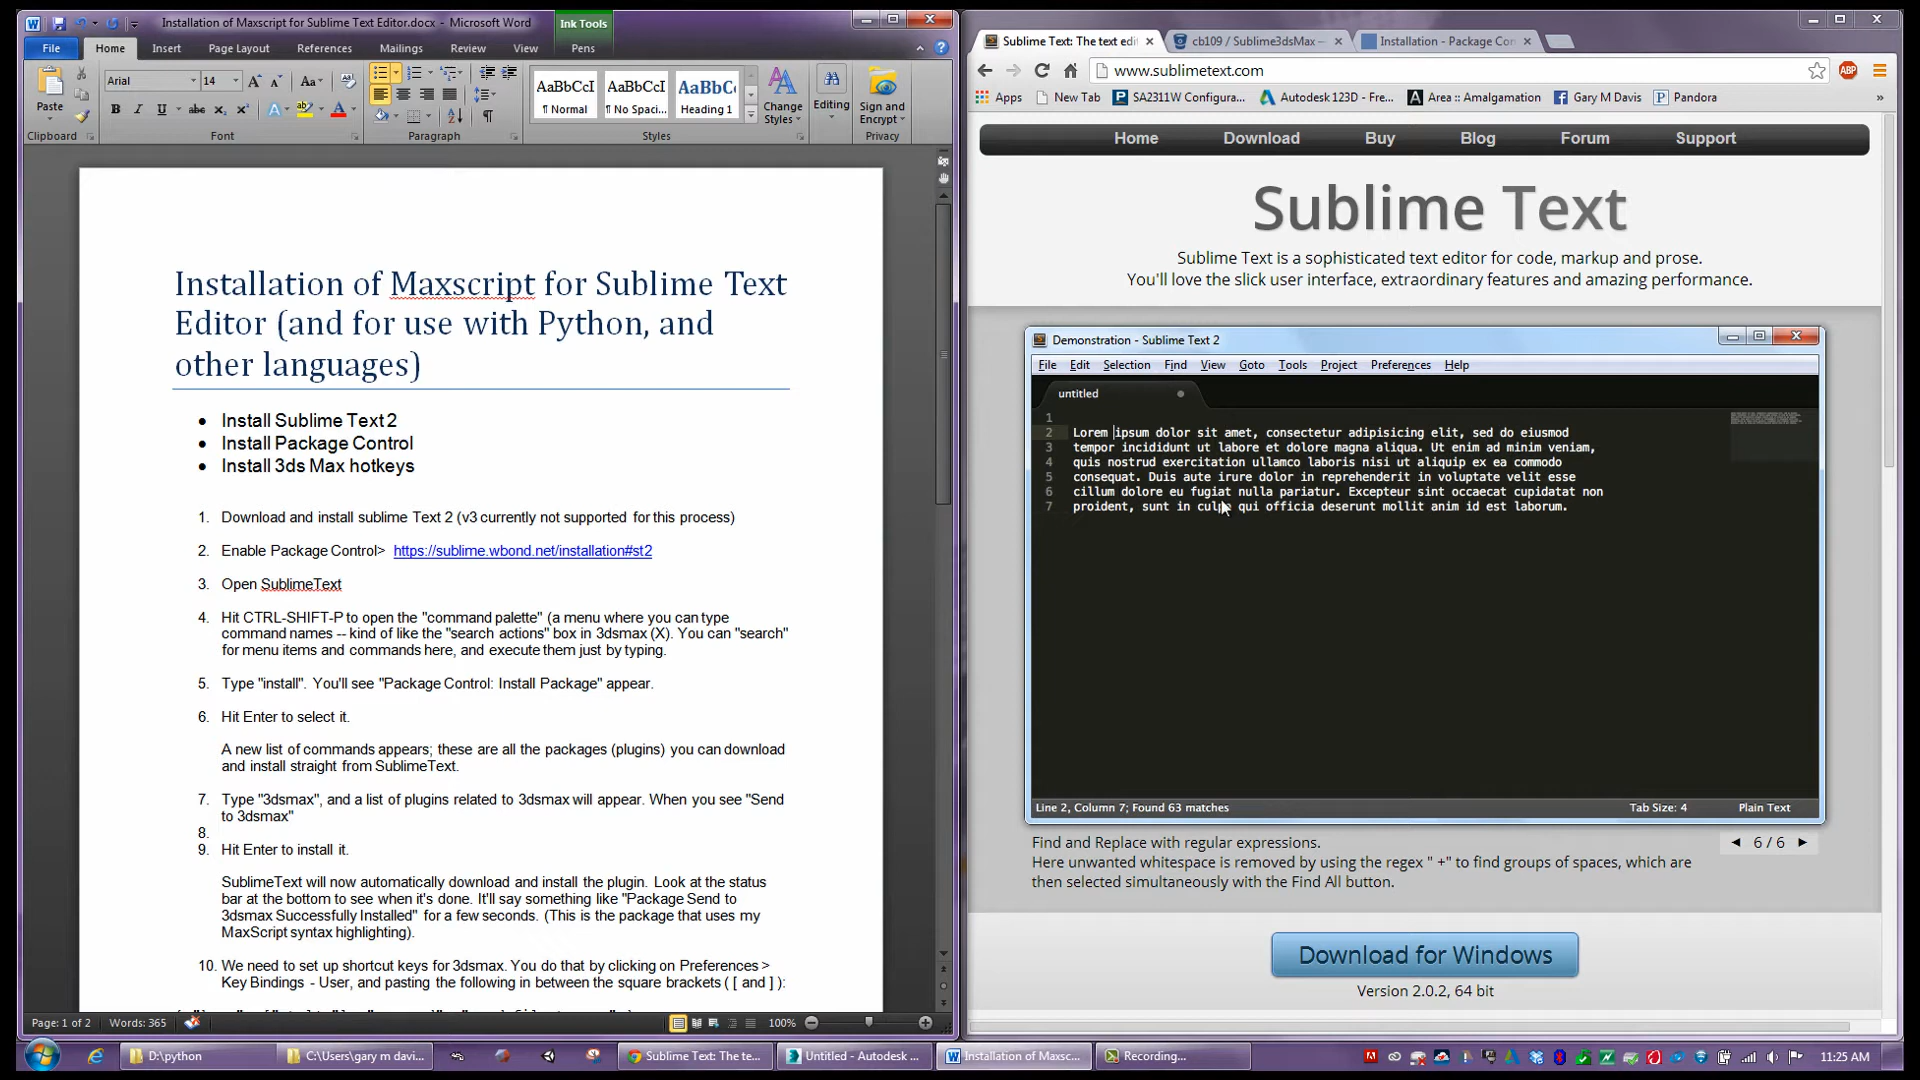 Installation of Maxscript for Sublime Text Editor.docx - Microsoft Word
Ink Tools
File
Home
Insert
Page Layout
References
Mailings
Review
View
Pens
Paste
Arial
14
Aa
B
I
U
abc
AaBbCcI
AaBbCcI
AaBbC
¶ Normal
¶ No Spaci...
Heading 1
Change
Styles
Editing
Sign and
Encrypt
Clipboard
Font
Paragraph
Styles
Privacy
Installation of Maxscript for Sublime Text
Editor (and for use with Python, and
other languages)
• Install Sublime Text 2
• Install Package Control
• Install 3ds Max hotkeys
1. Download and install sublime Text 2 (v3 currently not supported for this process)
2. Enable Package Control> https://sublime.wbond.net/installation#st2
3. Open SublimeText
4. Hit CTRL-SHIFT-P to open the "command palette" (a menu where you can type
command names -- kind of like the "search actions" box in 3dsmax (X). You can "search"
for menu items and commands here, and execute them just by typing.
5. Type "install". You'll see "Package Control: Install Package" appear.
6. Hit Enter to select it.
A new list of commands appears; these are all the packages (plugins) you can download
and install straight from SublimeText.
7. Type "3dsmax", and a list of plugins related to 3dsmax will appear. When you see "Send
to 3dsmax"
8.
9. Hit Enter to install it.
SublimeText will now automatically download and install the plugin. Look at the status
bar at the bottom to see when it's done. It'll say something like "Package Send to
3dsmax Successfully Installed" for a few seconds. (This is the package that uses my
MaxScript syntax highlighting).
10. We need to set up shortcut keys for 3dsmax. You do that by clicking on Preferences >
Key Bindings - User, and pasting the following in between the square brackets ( [ and ] ):
Page: 1 of 2
Words: 365
100%
Sublime Text: The text edit
cb109 / Sublime3dsMax —
Installation - Package Con
www.sublimetext.com
ABP
Apps
New Tab
SA2311W Configura...
Autodesk 123D - Fre...
Area :: Amalgamation
Gary M Davis
Pandora
»
Home
Download
Buy
Blog
Forum
Support
Sublime Text
Sublime Text is a sophisticated text editor for code, markup and prose.
You'll love the slick user interface, extraordinary features and amazing performance.
Demonstration - Sublime Text 2
File
Edit
Selection
Find
View
Goto
Tools
Project
Preferences
Help
untitled
1
2 Lorem ipsum dolor sit amet, consectetur adipisicing elit, sed do eiusmod
3 tempor incididunt ut labore et dolore magna aliqua. Ut enim ad minim veniam,
4 quis nostrud exercitation ullamco laboris nisi ut aliquip ex ea commodo
5 consequat. Duis aute irure dolor in reprehenderit in voluptate velit esse
6 cillum dolore eu fugiat nulla pariatur. Excepteur sint occaecat cupidatat non
7 proident, sunt in culpa qui officia deserunt mollit anim id est laborum.
Line 2, Column 7; Found 63 matches
Tab Size: 4
Plain Text
Find and Replace with regular expressions.
Here unwanted whitespace is removed by using the regex " +" to find groups of spaces, which are
then selected simultaneously with the Find All button.
6 / 6
Download for Windows
Version 2.0.2, 64 bit
D:\python
C:\Users\gary m davi...
Sublime Text: The te...
Untitled - Autodesk ...
Installation of Maxsc...
Recording...
11:25 AM